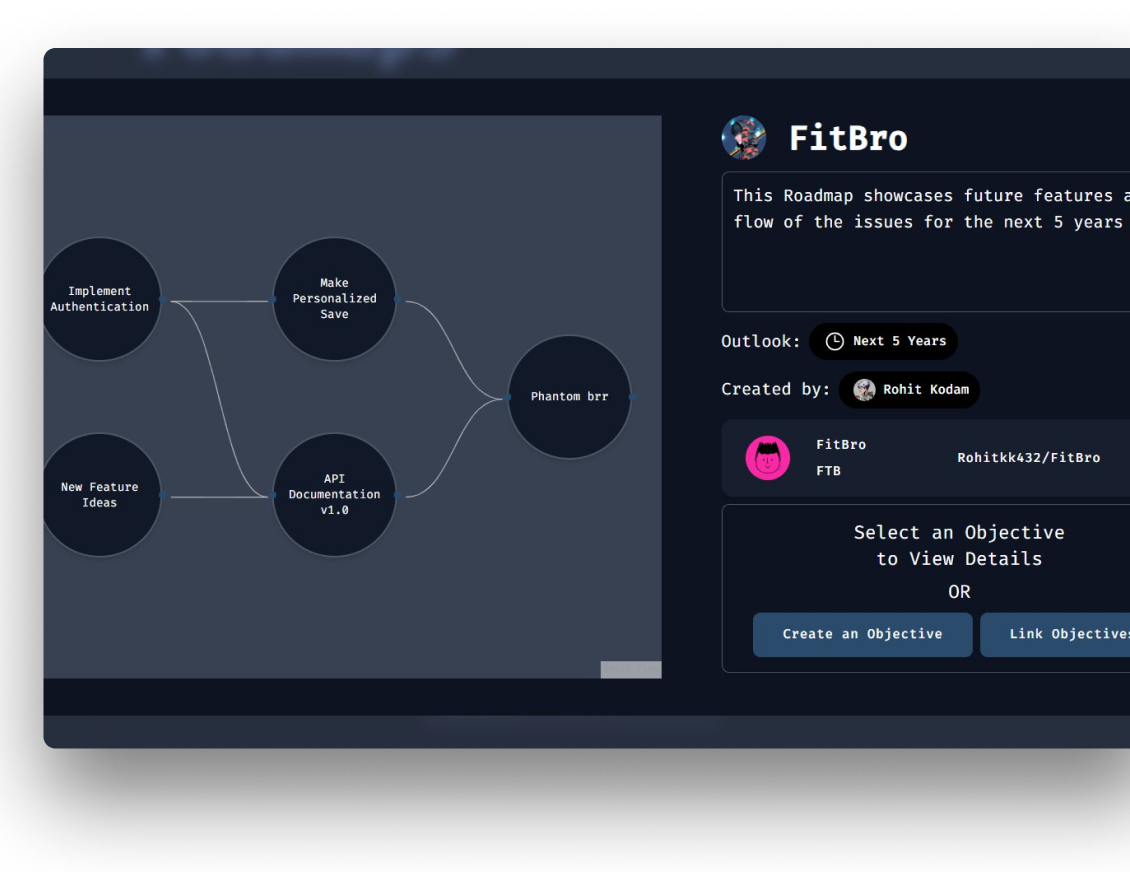 Implement
Authentication
Make
Personalized
Save
New Feature
Ideas
API
Documentation
v1.0
Phantom brr
FitBro
This Roadmap showcases future features
flow of the issues for the next 5 years
Outlook: Next 5 Years
Created by: Rohit Kodam
FitBro
FTB
Rohitkk432/FitBro
Select an Objective
to View Details
OR
Create an Objective
Link Objectives